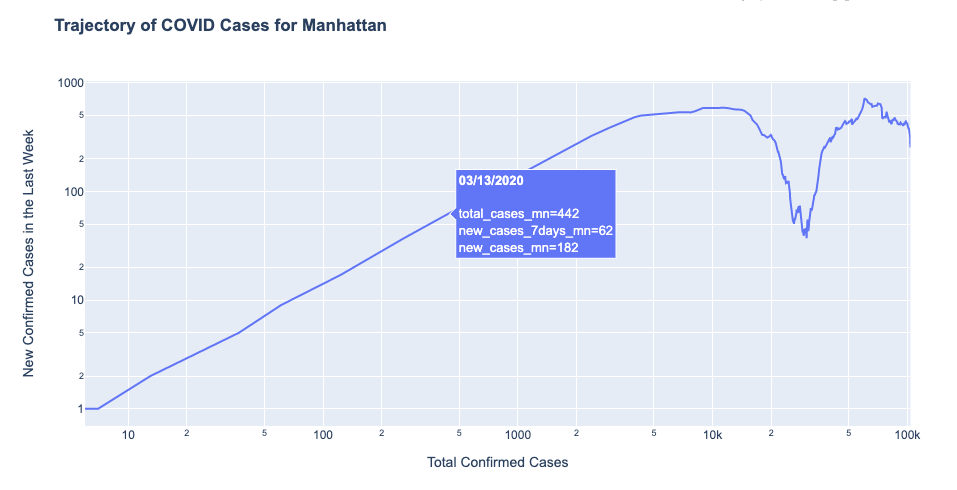 Trajectory of COVID Cases for Manhattan
New Confirmed Cases in the Last Week
1000
5
2
100
5
2
10
5
2
1
03/13/2020
total_cases_mn=442
new_cases_7days_mn=62
new_cases_mn=182
10
2
5
100
2
5
1000
2
5
10k
2
5
100k
Total Confirmed Cases